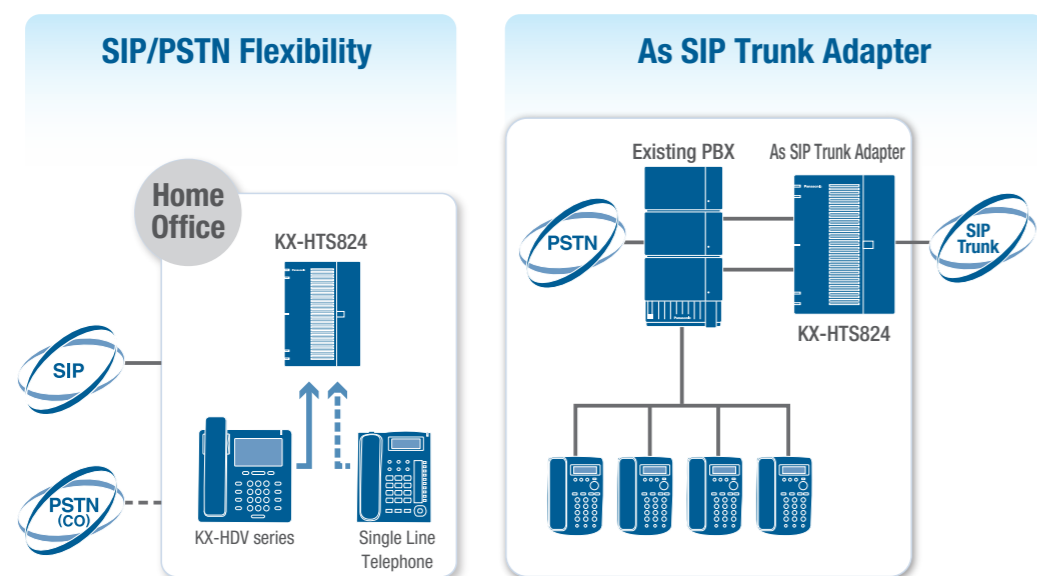 SIP/PSTN Flexibility
Home
Office
KX-HTS824
SIP
PSTN
(CO)
KX-HDV series
Single Line
Telephone
As SIP Trunk Adapter
Existing PBX
As SIP Trunk Adapter
PSTN
SIP
Trunk
KX-HTS824